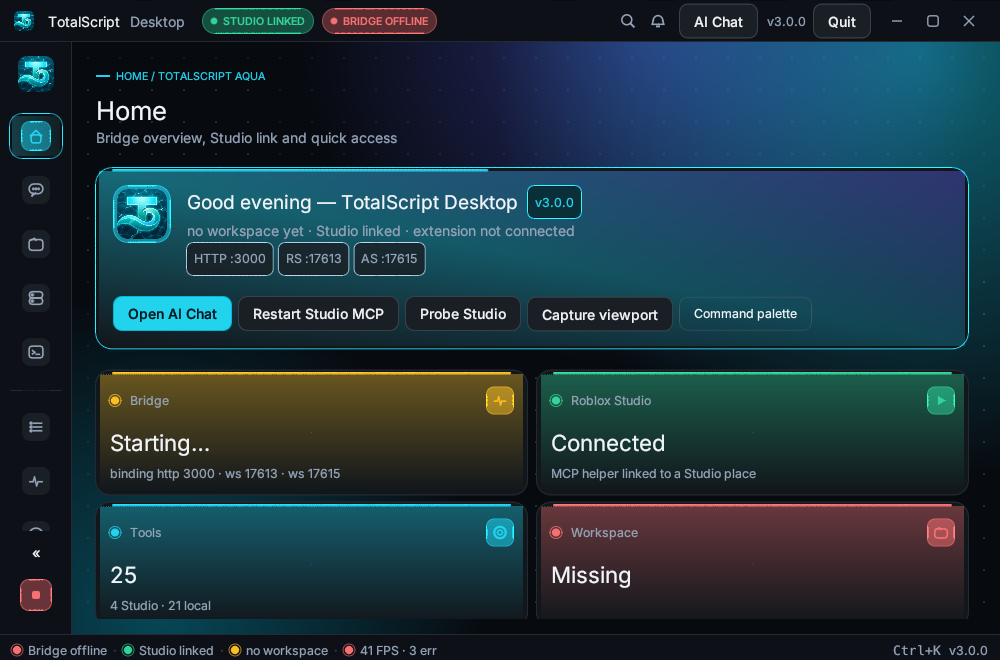 TotalScript Desktop STUDIO LINKED BRIDGE OFFLINE AI Chat v3.0.0 Quit
HOME / TOTALSCRIPT AQUA
Home
Bridge overview, Studio link and quick access
Good evening — TotalScript Desktop v3.0.0
no workspace yet · Studio linked · extension not connected
HTTP :3000 RS :17613 AS :17615
Open AI Chat Restart Studio MCP Probe Studio Capture viewport Command palette
Bridge
Starting...
binding http 3000 · ws 17613 · ws 17615
Roblox Studio
Connected
MCP helper linked to a Studio place
Tools
25
4 Studio · 21 local
Workspace
Missing
«
Bridge offline · Studio linked · no workspace · 41 FPS · 3 err Ctrl+K v3.0.0